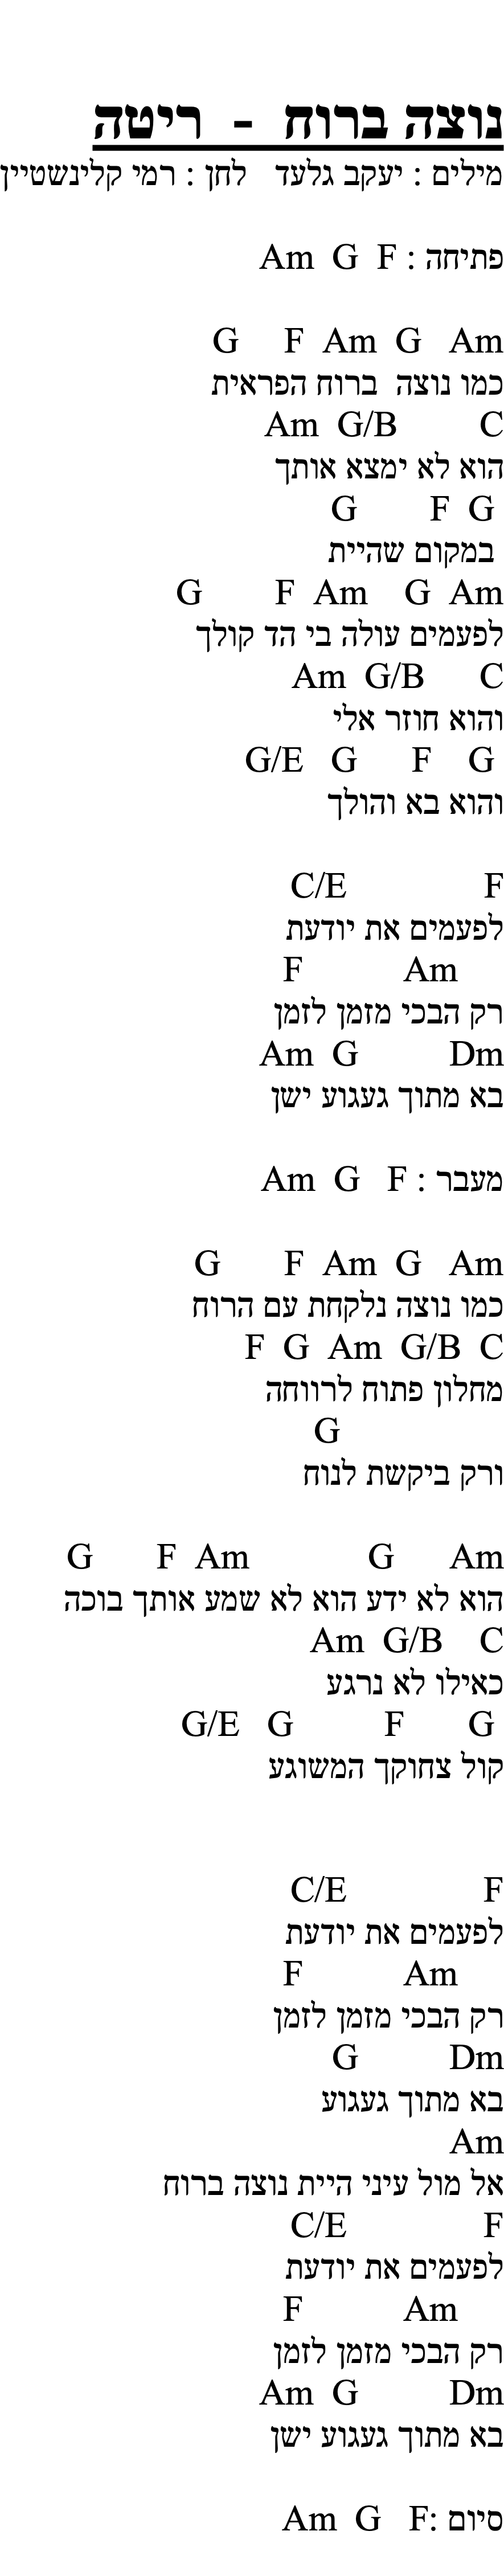 נוצה ברוח - ריטה
מילים : יעקב גלעד לחן : רמי קלינשטיין
פתיחה : Am G F
G F Am G Am
כמו נוצה ברוח הפראית
Am G/B C
הוא לא ימצא אותך
G F G
במקום שהיית
G F Am G Am
לפעמים עולה בי הד קולך
Am G/B C
והוא חוזר אלי
G/E G F G
והוא בא והולך
C/E F
לפעמים את יודעת
F Am
רק הבכי מזמן לזמן
Am G Dm
בא מתוך געגוע ישן
מעבר : Am G F
G F Am G Am
כמו נוצה נלקחת עם הרוח
F G Am G/B C
מחלון פתוח לרווחה
G
ורק ביקשת לנוח
G F Am G Am
הוא לא ידע הוא לא שמע אותך בוכה
Am G/B C
כאילו לא נרגע
G/E G F G
קול צחוקך המשוגע
C/E F
לפעמים את יודעת
F Am
רק הבכי מזמן לזמן
G Dm
בא מתוך געגוע
Am
אל מול עיני היית נוצה ברוח
C/E F
לפעמים את יודעת
F Am
רק הבכי מזמן לזמן
Am G Dm
בא מתוך געגוע ישן
סיום :Am G F